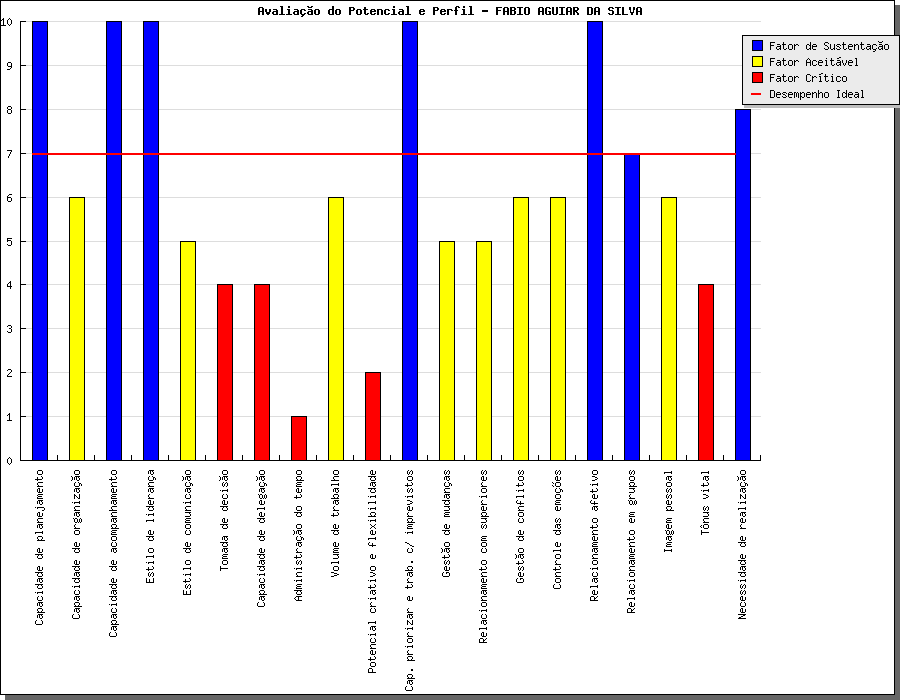 Avaliação do Potencial e Perfil - FABIO AGUIAR DA SILVA
Fator de Sustentação
Fator Aceitável
Fator Crítico
Desempenho Ideal
10
9
8
7
6
5
4
3
2
1
0
Capacidade de planejamento
Capacidade de organização
Capacidade de acompanhamento
Estilo de liderança
Estilo de comunicação
Tomada de decisão
Capacidade de delegação
Administração do tempo
Volume de trabalho
Potencial criativo e flexibilidade
Cap. priorizar e trab. c/ imprevistos
Gestão de mudanças
Relacionamento com superiores
Gestão de conflitos
Controle das emoções
Relacionamento afetivo
Relacionamento em grupos
Imagem pessoal
Tônus vital
Necessidade de realização